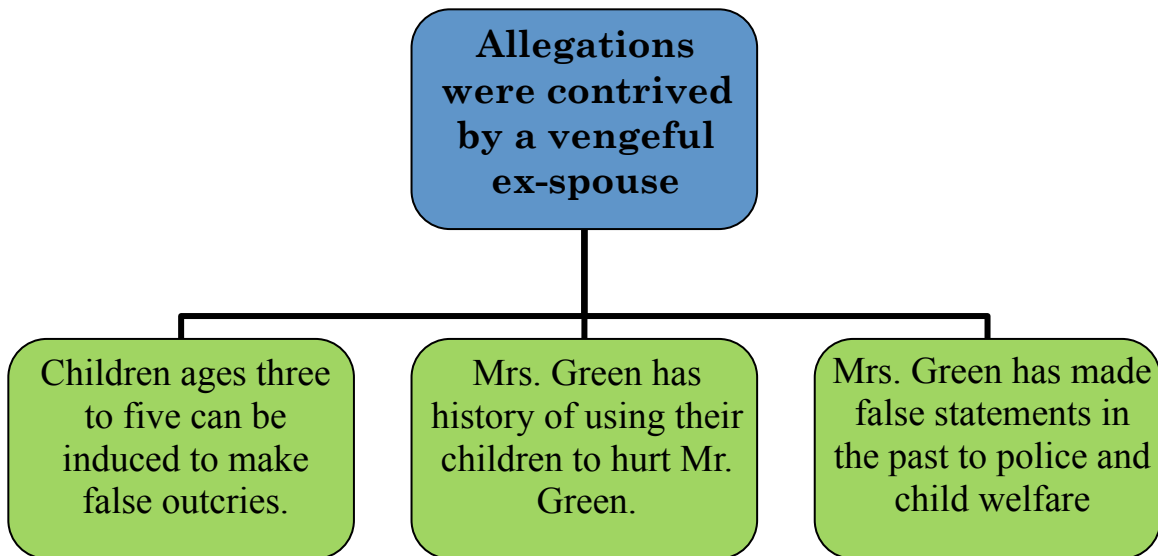 Allegations
were contrived
by a vengeful
ex-spouse
Children ages three
to five can be
induced to make
false outcries.
Mrs. Green has
history of using their
children to hurt Mr.
Green.
Mrs. Green has made
false statements in
the past to police and
child welfare